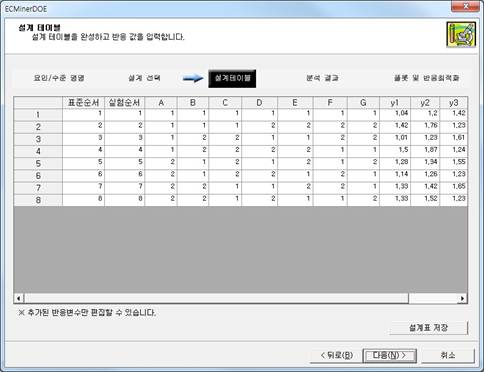 ECMinerDOE
설계 테이블
설계 테이블을 완성하고 반응 값을 입력합니다.
요인/수준 명명 설계 선택 설계테이블 분석 결과 플롯 및 반응최적화
표준순서 실험순서 A B C D E F G y1 y2 y3
1 1 1 1 1 1 1 1 1 1 1,04 1,2 1,42
2 2 2 1 1 1 2 2 2 2 1,42 1,76 1,23
3 3 3 1 2 2 1 1 2 2 1,01 1,23 1,61
4 4 4 1 2 2 2 2 1 1 1,5 1,87 1,24
5 5 5 2 1 2 1 2 1 2 1,28 1,34 1,55
6 6 6 2 1 2 2 1 2 1 1,14 1,26 1,23
7 7 7 2 2 1 1 2 2 1 1,33 1,42 1,65
8 8 8 2 2 1 2 1 1 2 1,33 1,52 1,23
※ 추가된 반응변수만 편집할 수 있습니다.
설계표 저장
< 뒤로(B) 다음(N) > 취소